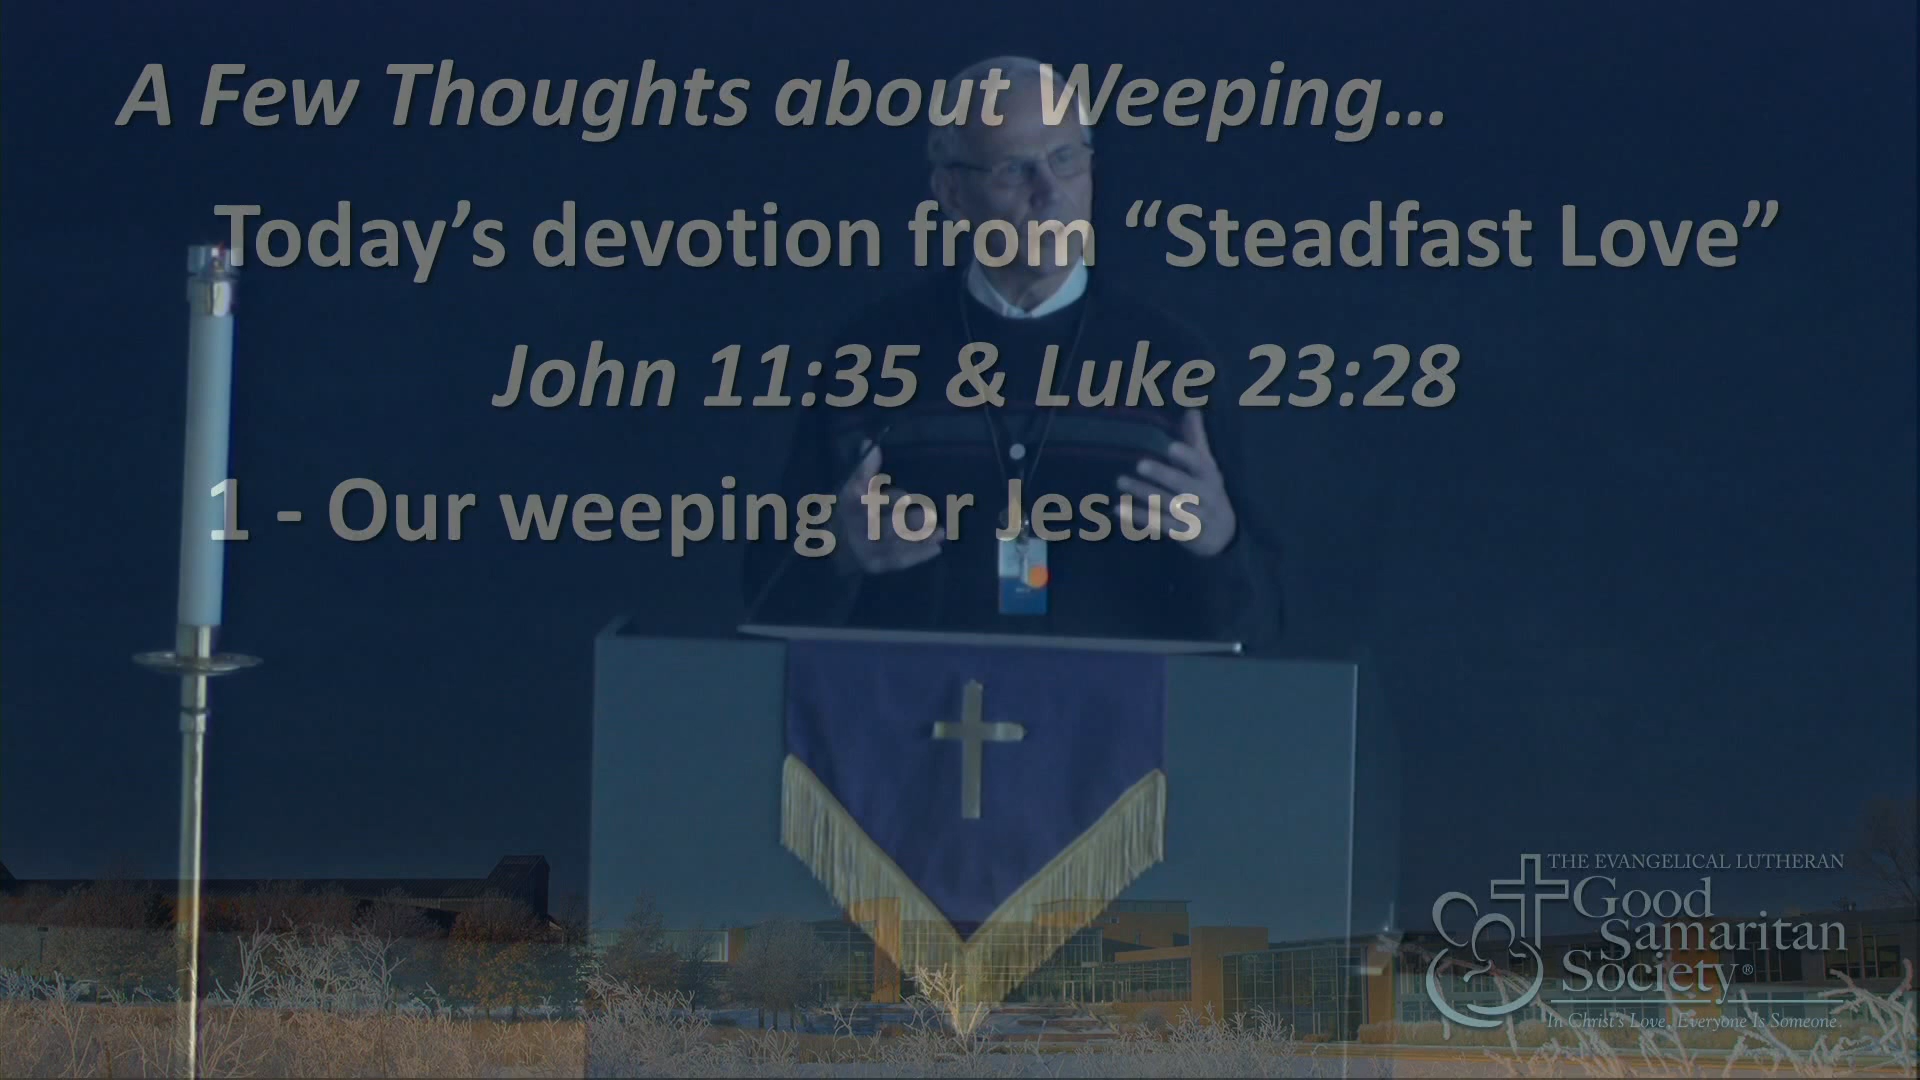 A Few Thoughts about Weeping…
Today’s devotion from “Steadfast Love”
John 11:35 & Luke 23:28
1 - Our weeping for Jesus
THE EVANGELICAL LUTHERAN
Good
Samaritan
Society®
In Christ's Love, Everyone Is Someone.